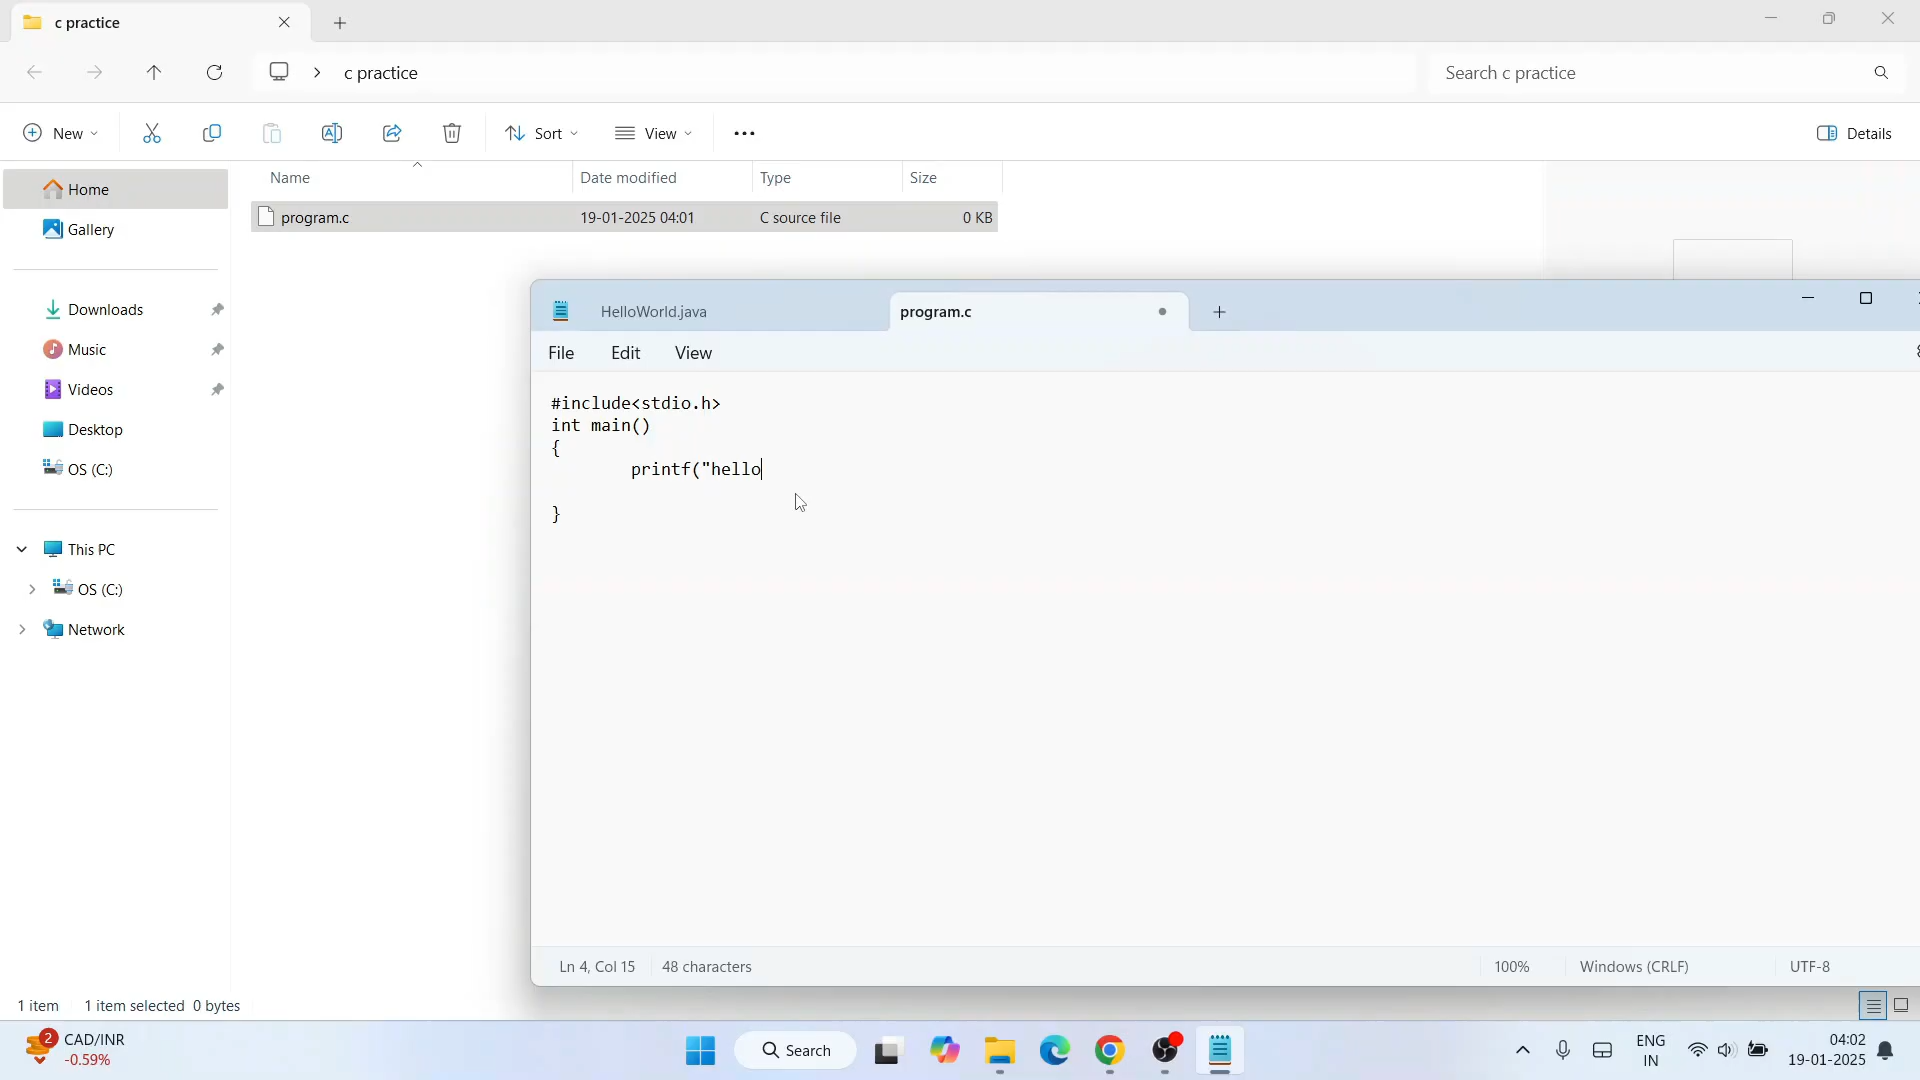 c practice
c practice
Search c practice
New
Sort
View
Details
Name Date modified Type Size
program.c 19-01-2025 04:01 C source file 0 KB
Home
Gallery
Downloads
Music
Videos
Desktop
OS (C:)
This PC
OS (C:)
Network
HelloWorld.java
program.c
File Edit View
#include<stdio.h>
int main()
{
printf("hello
}
Ln 4, Col 15 48 characters 100% Windows (CRLF) UTF-8
1 item 1 item selected 0 bytes
2
CAD/INR
-0.59%
Search
ENG
IN
04:02
19-01-2025